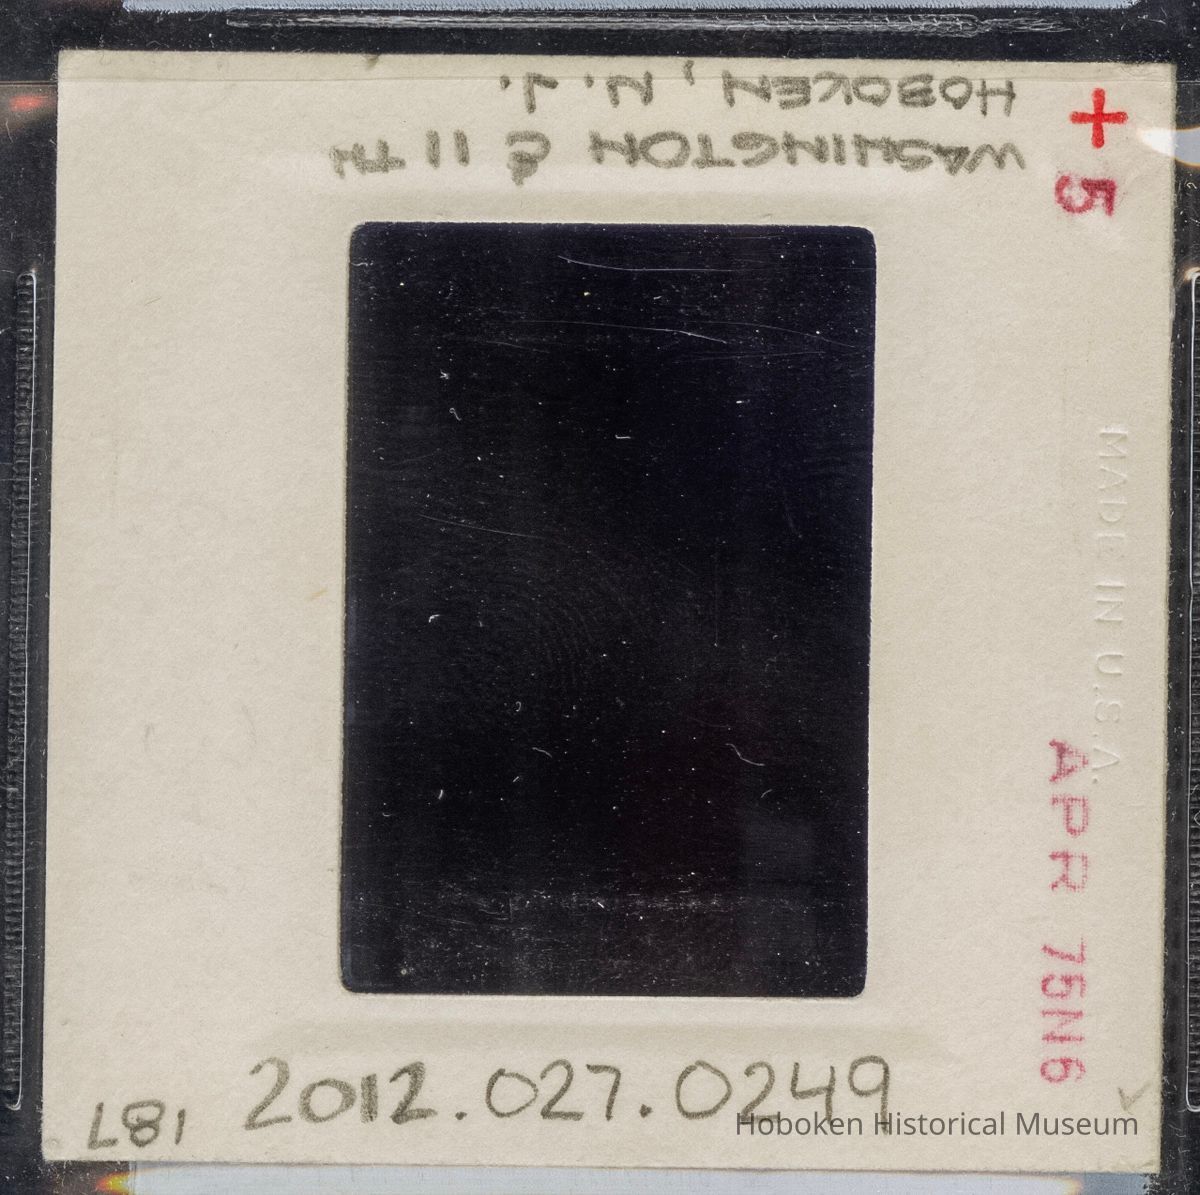 HOBOKEN, N.J.
WASHINGTON & 11TH
+
5
MADE IN U.S.A.
APR 75N6
2012.027.0249
187
Hoboken Historical Museum